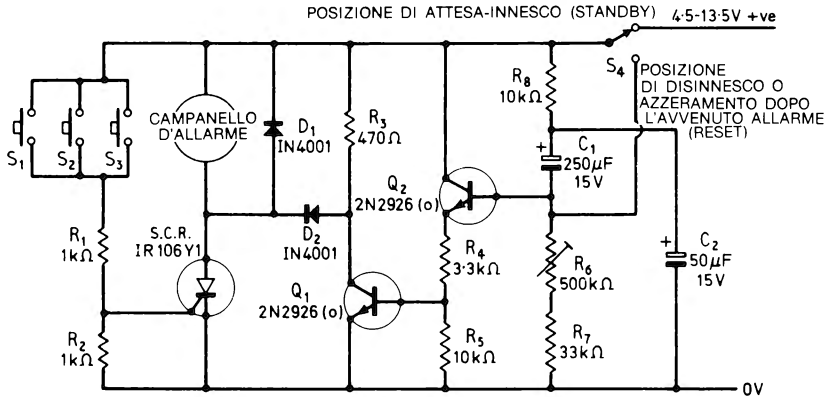 POSIZIONE DI ATTESA-INNESCO (STANDBY)
4·5-13·5V +ve
S4
POSIZIONE
DI DISINNESCO O
AZZERAMENTO DOPO
L'AVVENUTO ALLARME
(RESET)
S1
S2
S3
CAMPANELLO
D'ALLARME
D1
IN4001
R3
470Ω
R8
10kΩ
+
C1
250μF
15V
Q2
2N2926 (o)
D2
IN4001
R1
1kΩ
S.C.R.
IR106Y1
R4
3·3kΩ
R6
500kΩ
+
C2
50μF
15V
Q1
2N2926 (o)
R2
1kΩ
R5
10kΩ
R7
33kΩ
0V